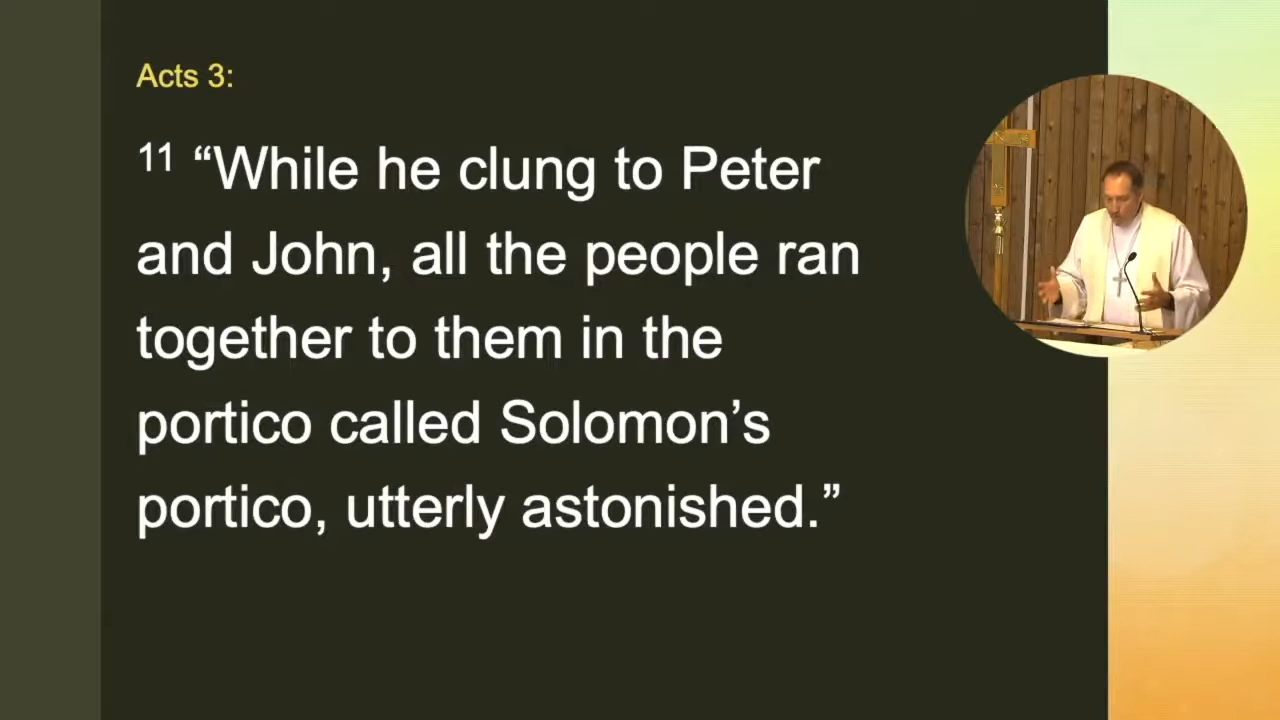 Acts 3:
11 “While he clung to Peter
and John, all the people ran
together to them in the
portico called Solomon’s
portico, utterly astonished.”